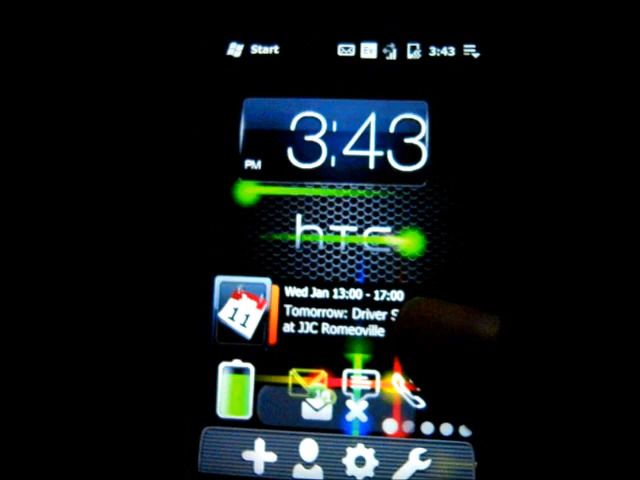 Start 3:43
3:43
PM
htc
Wed Jan 13:00 - 17:00
Tomorrow: Driver S
at JJC Romeoville
11